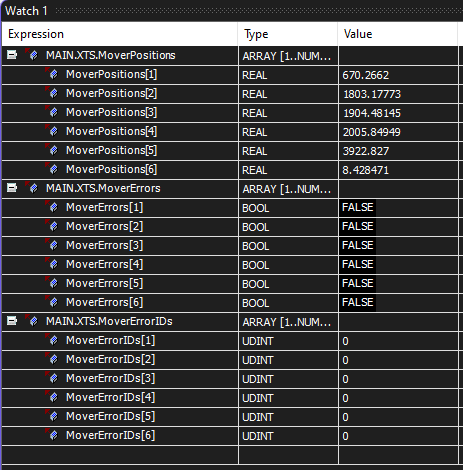 Watch 1
Expression Type Value
MAIN.XTS.MoverPositions ARRAY [1..NUM...
MoverPositions[1] REAL 670.2662
MoverPositions[2] REAL 1803.17773
MoverPositions[3] REAL 1904.48145
MoverPositions[4] REAL 2005.84949
MoverPositions[5] REAL 3922.827
MoverPositions[6] REAL 8.428471
MAIN.XTS.MoverErrors ARRAY [1..NUM...
MoverErrors[1] BOOL FALSE
MoverErrors[2] BOOL FALSE
MoverErrors[3] BOOL FALSE
MoverErrors[4] BOOL FALSE
MoverErrors[5] BOOL FALSE
MoverErrors[6] BOOL FALSE
MAIN.XTS.MoverErrorIDs ARRAY [1..NUM...
MoverErrorIDs[1] UDINT 0
MoverErrorIDs[2] UDINT 0
MoverErrorIDs[3] UDINT 0
MoverErrorIDs[4] UDINT 0
MoverErrorIDs[5] UDINT 0
MoverErrorIDs[6] UDINT 0